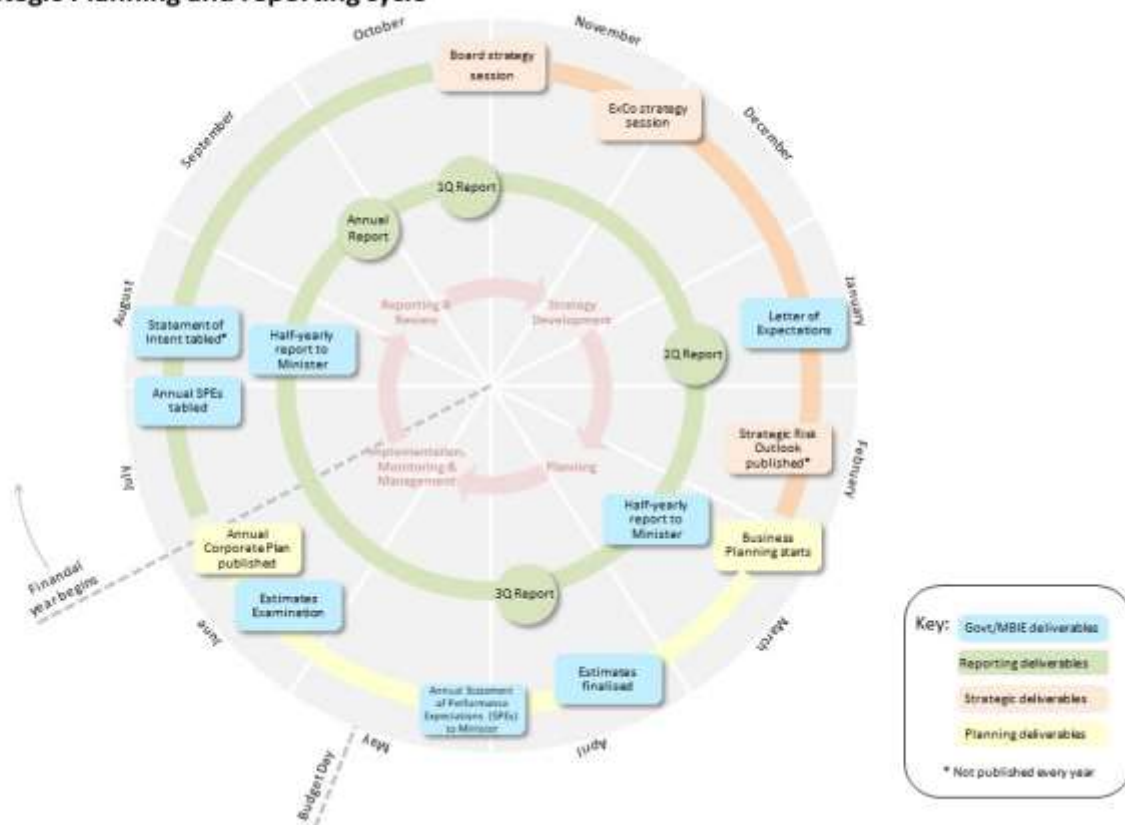 tegic Planning and reporting cycle
October
November
Board strategy
session
ExCo strategy
session
September
December
1Q Report
Annual
Report
August
January
Reporting &
Review
Strategy
Development
Statement of
Intent tabled*
Half-yearly
report to
Minister
Letter of
Expectations
2Q Report
Annual SPEs
tabled
Strategic Risk
Outlook
published*
July
February
Implementation,
Monitoring &
Management
Planning
Half-yearly
report to
Minister
Annual
Corporate Plan
published
Business
Planning starts
Financial
year begins
Estimates
Examination
3Q Report
June
March
Estimates
finalised
Annual Statement
of Performance
Expectations (SPEs)
to Minister
May
April
Budget Day
Key:
Govt/MBIE deliverables
Reporting deliverables
Strategic deliverables
Planning deliverables
* Not published every year